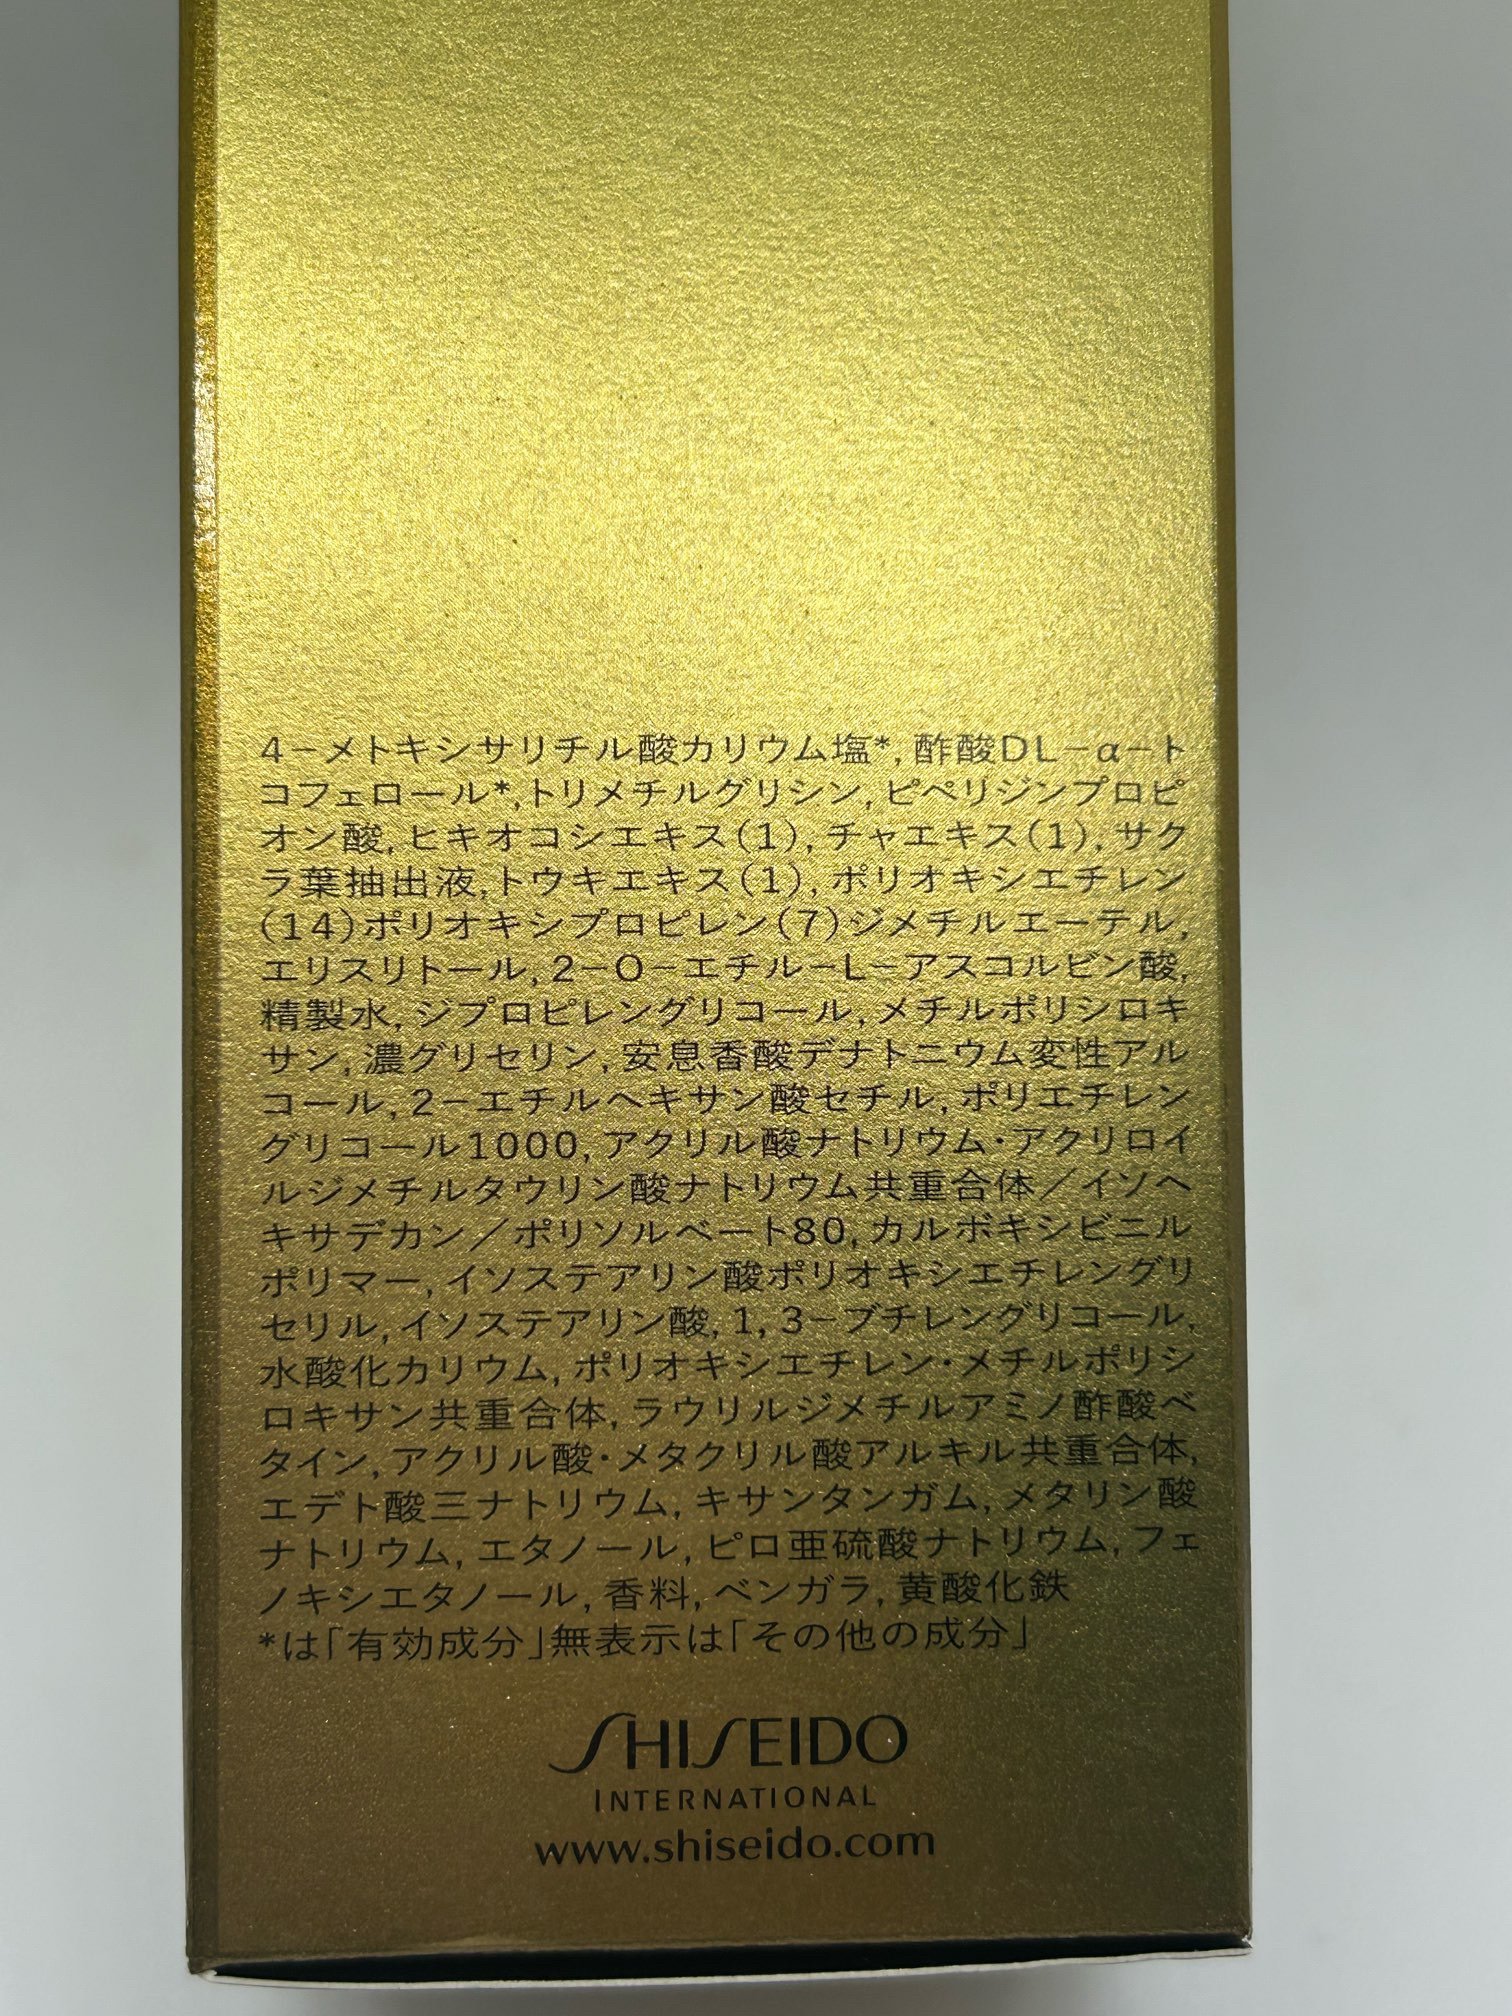 4−メトキシサリチル酸カリウム塩*, 酢酸DL−α−ト
コフェロール*,トリメチルグリシン, ピペリジンプロピ
オン酸, ヒキオコシエキス(1), チャエキス(1), サク
ラ葉抽出液,トウキエキス(1), ポリオキシエチレン
(14)ポリオキシプロピレン(7)ジメチルエーテル,
エリスリトール, 2−O−エチル−L−アスコルビン酸,
精製水, ジプロピレングリコール, メチルポリシロキ
サン, 濃グリセリン, 安息香酸デナトニウム変性アル
コール, 2−エチルヘキサン酸セチル, ポリエチレン
グリコール1000, アクリル酸ナトリウム・アクリロイ
ルジメチルタウリン酸ナトリウム共重合体／イソヘ
キサデカン／ポリソルベート80, カルボキシビニル
ポリマー, イソステアリン酸ポリオキシエチレングリ
セリル, イソステアリン酸, 1, 3−ブチレングリコール,
水酸化カリウム, ポリオキシエチレン・メチルポリシ
ロキサン共重合体, ラウリルジメチルアミノ酢酸ベ
タイン, アクリル酸・メタクリル酸アルキル共重合体,
エデト酸三ナトリウム, キサンタンガム, メタリン酸
ナトリウム, エタノール, ピロ亜硫酸ナトリウム, フェ
ノキシエタノール, 香料, ベンガラ, 黄酸化鉄
*は「有効成分」無表示は「その他の成分」
SHISEIDO
INTERNATIONAL
www.shiseido.com